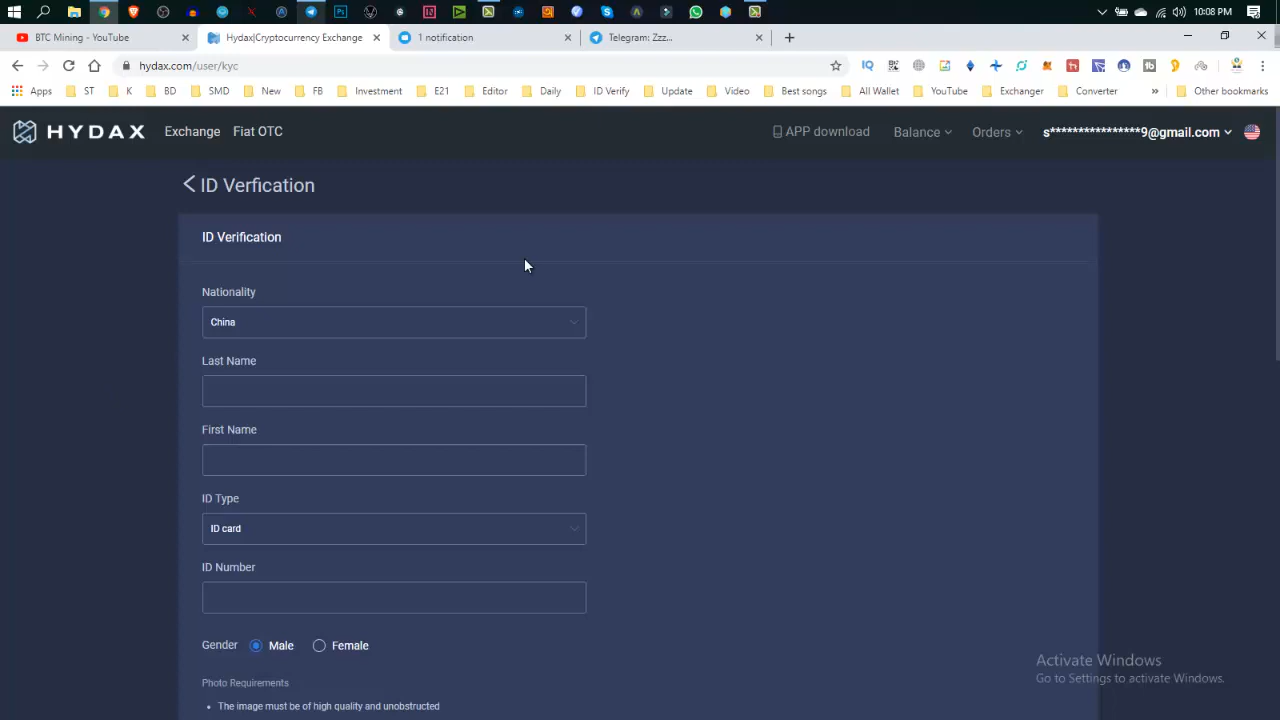 10:08 PM
BTC Mining - YouTube
Hydax|Cryptocurrency Exchange
1 notification
Telegram: Zzz...
hydax.com/user/kyc
Apps ST K BD SMD New FB Investment E21 Editor Daily ID Verify Update Video Best songs All Wallet YouTube Exchanger Converter » Other bookmarks
HYDAX Exchange Fiat OTC APP download Balance Orders s****************9@gmail.com
ID Verfication
ID Verification
Nationality
China
Last Name
First Name
ID Type
ID card
ID Number
Gender Male Female
Photo Requirements
• The image must be of high quality and unobstructed
Activate Windows
Go to Settings to activate Windows.